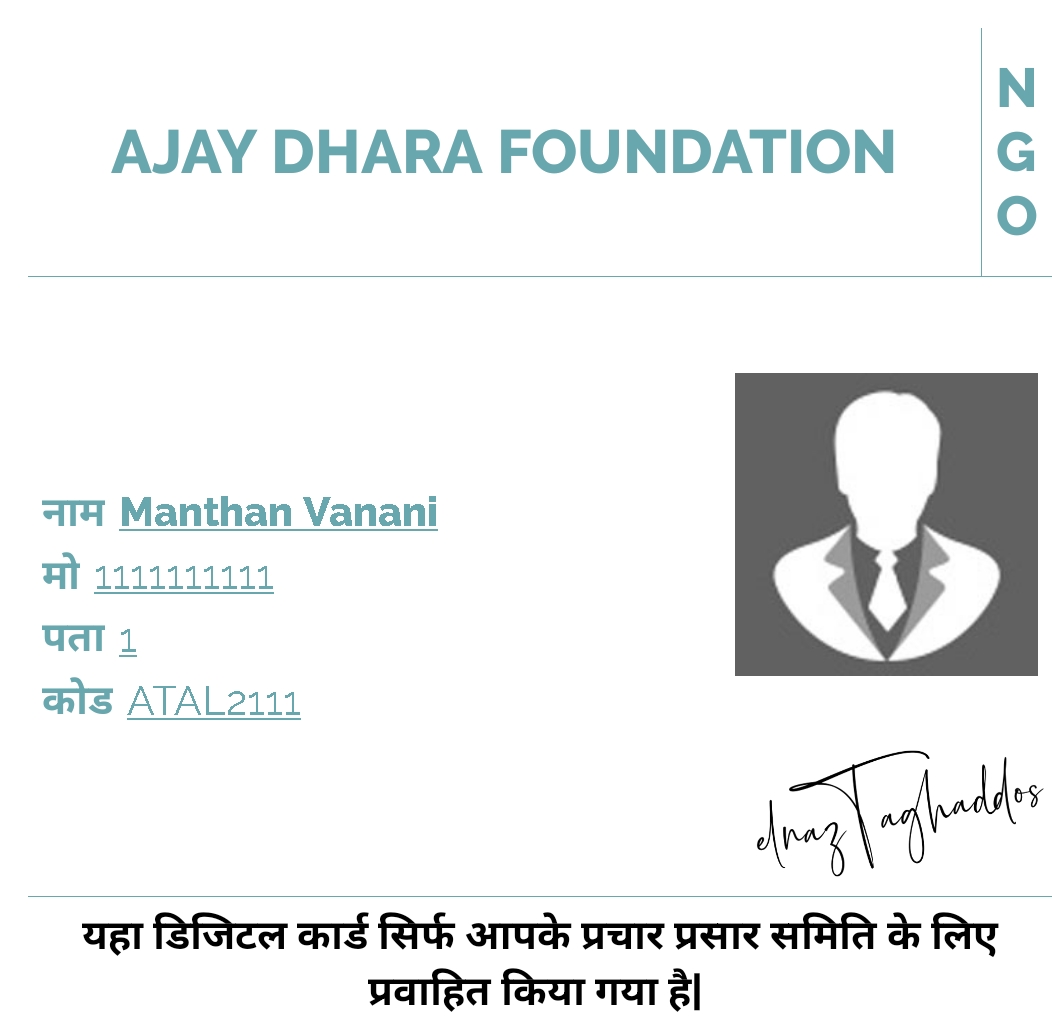 AJAY DHARA FOUNDATION
N
G
O
नाम Manthan Vanani
मो 1111111111
पता 1
कोड ATAL2111
elnaz Taghaddos
यहा डिजिटल कार्ड सिर्फ आपके प्रचार प्रसार समिति के लिए
प्रवाहित किया गया है|